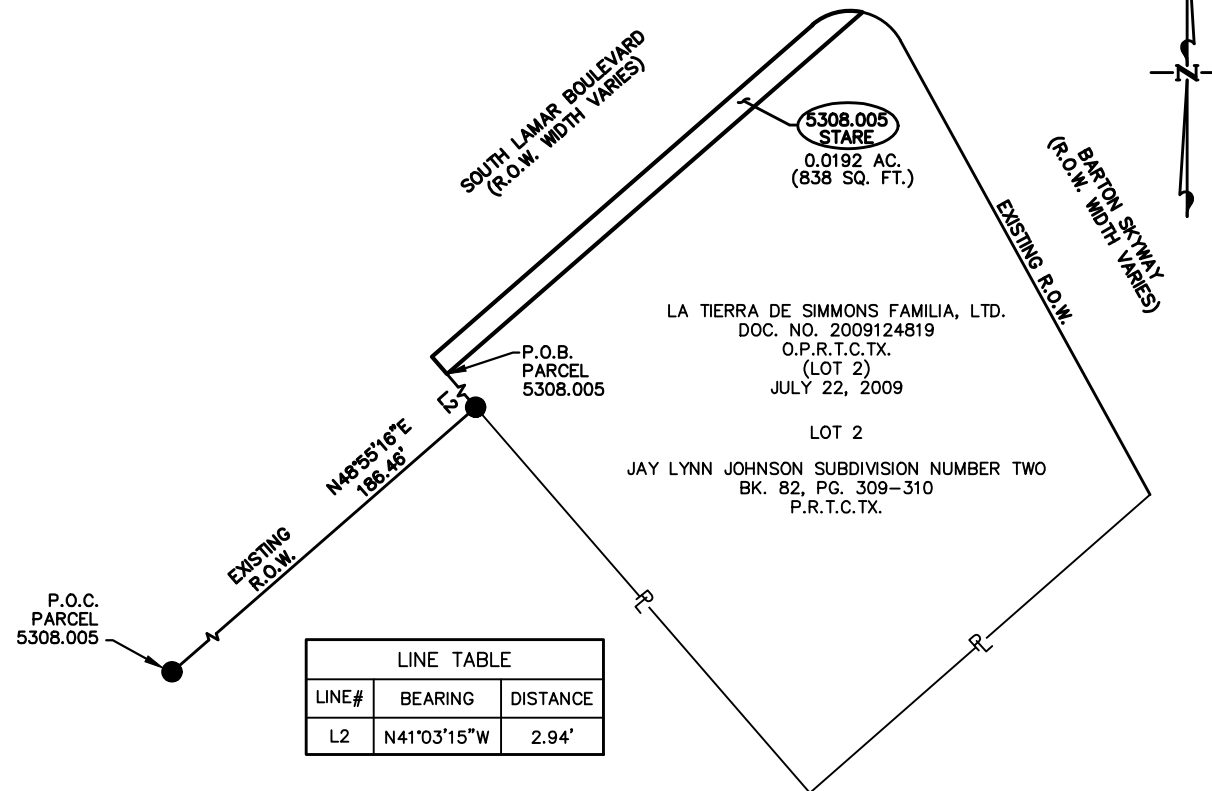 SOUTH LAMAR BOULEVARD
(R.O.W. WIDTH VARIES)
N
5308.005
STARE
0.0192 AC.
(838 SQ. FT.)
BARTON SKYWAY
(R.O.W. WIDTH VARIES)
EXISTING R.O.W.
LA TIERRA DE SIMMONS FAMILIA, LTD.
DOC. NO. 2009124819
O.P.R.T.C.TX.
(LOT 2)
JULY 22, 2009
LOT 2
JAY LYNN JOHNSON SUBDIVISION NUMBER TWO
BK. 82, PG. 309-310
P.R.T.C.TX.
P.O.B.
PARCEL
5308.005
L2
N48°55'16"E
186.46'
EXISTING
R.O.W.
P.O.C.
PARCEL
5308.005
PL
PL
LINE TABLE
LINE# BEARING DISTANCE
L2 N41°03'15"W 2.94'